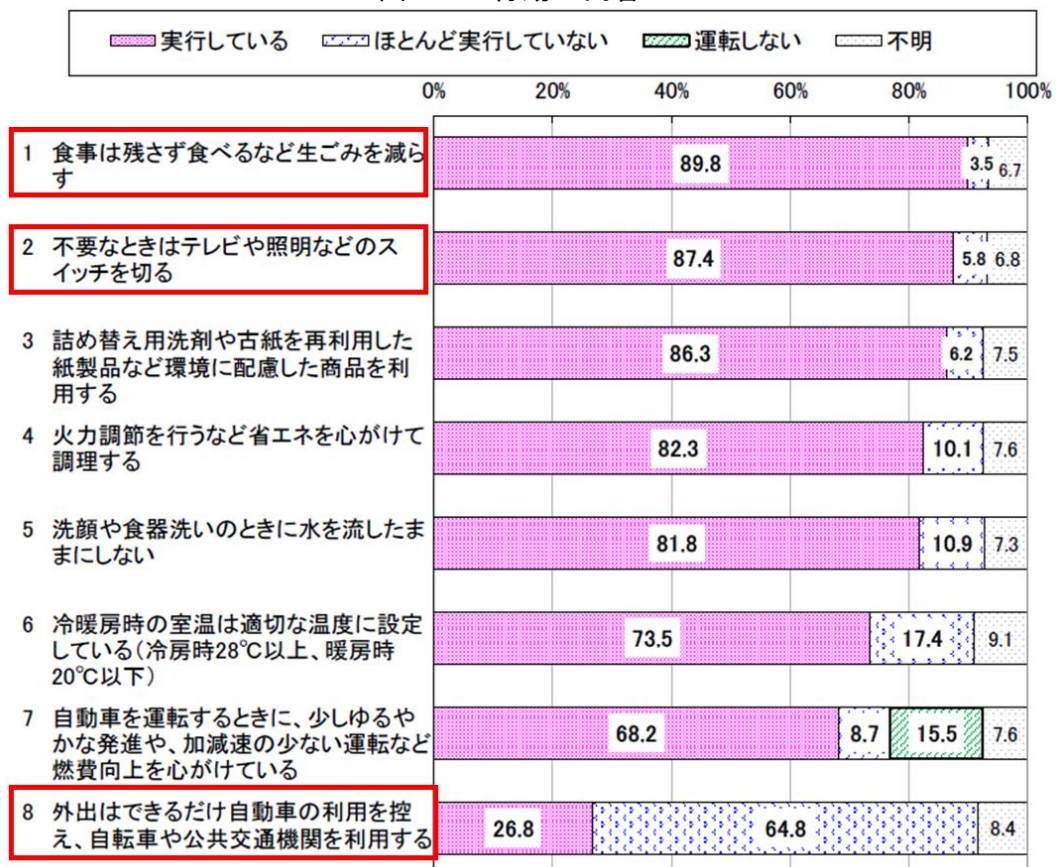 実行している ほとんど実行していない 運転しない 不明
0% 20% 40% 60% 80% 100%
1 食事は残さず食べるなど生ごみを減ら
す
89.8 3.5 6.7
2 不要なときはテレビや照明などのス
イッチを切る
87.4 5.8 6.8
3 詰め替え用洗剤や古紙を再利用した
紙製品など環境に配慮した商品を利
用する
86.3 6.2 7.5
4 火力調節を行うなど省エネを心がけて
調理する
82.3 10.1 7.6
5 洗顔や食器洗いのときに水を流したま
まにしない
81.8 10.9 7.3
6 冷暖房時の室温は適切な温度に設定
している(冷房時28℃以上、暖房時
20℃以下)
73.5 17.4 9.1
7 自動車を運転するときに、少しゆるや
かな発進や、加減速の少ない運転など
燃費向上を心がけている
68.2 8.7 15.5 7.6
8 外出はできるだけ自動車の利用を控
え、自転車や公共交通機関を利用する
26.8 64.8 8.4